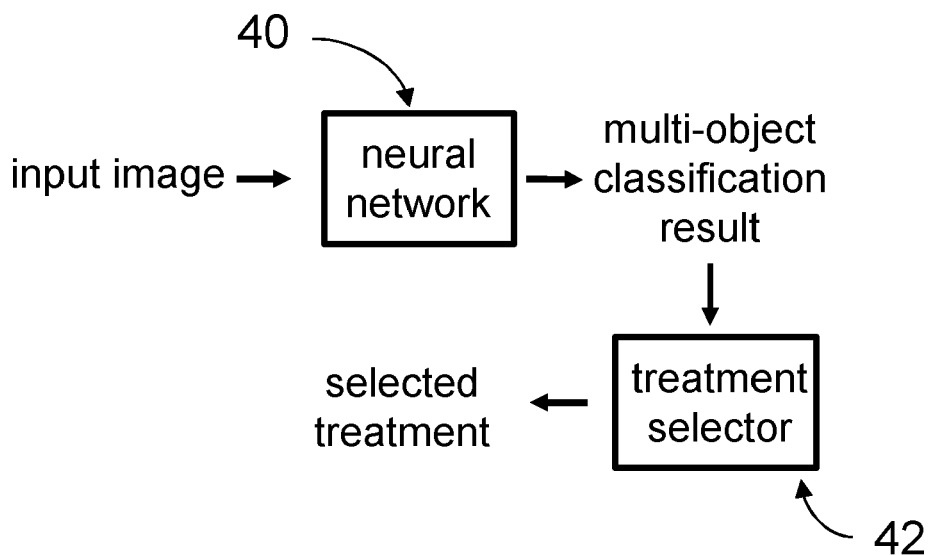 40
input image
neural
network
multi-object
classification
result
treatment
selector
selected
treatment
42